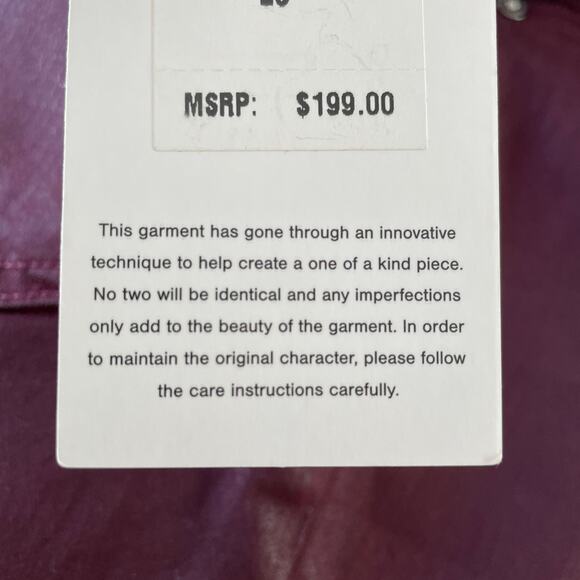 MSRP: $199.00
This garment has gone through an innovative
technique to help create a one of a kind piece.
No two will be identical and any imperfections
only add to the beauty of the garment. In order
to maintain the original character, please follow
the care instructions carefully.